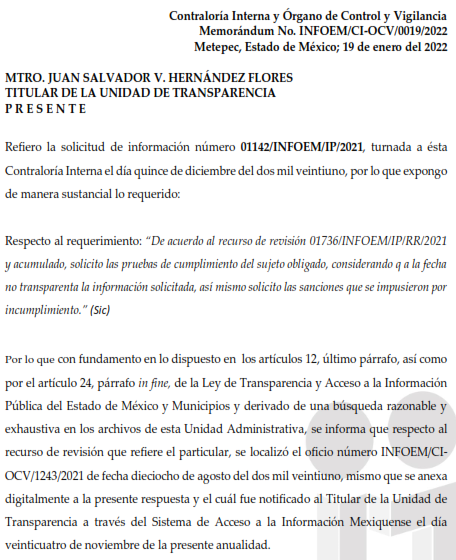 Contraloría Interna y Órgano de Control y Vigilancia
Memorándum No. INFOEM/CI-OCV/0019/2022
Metepec, Estado de México; 19 de enero del 2022
MTRO. JUAN SALVADOR V. HERNÁNDEZ FLORES
TITULAR DE LA UNIDAD DE TRANSPARENCIA
P R E S E N T E
Refiero la solicitud de información número 01142/INFOEM/IP/2021, turnada a ésta
Contraloría Interna el día quince de diciembre del dos mil veintiuno, por lo que expongo
de manera sustancial lo requerido:
Respecto al requerimiento: “De acuerdo al recurso de revisión 01736/INFOEM/IP/RR/2021
y acumulado, solicito las pruebas de cumplimiento del sujeto obligado, considerando q a la fecha
no transparenta la información solicitada, así mismo solicito las sanciones que se impusieron por
incumplimiento.” (Sic)
Por lo que con fundamento en lo dispuesto en los artículos 12, último párrafo, así como
por el artículo 24, párrafo in fine, de la Ley de Transparencia y Acceso a la Información
Pública del Estado de México y Municipios y derivado de una búsqueda razonable y
exhaustiva en los archivos de esta Unidad Administrativa, se informa que respecto al
recurso de revisión que refiere el particular, se localizó el oficio número INFOEM/CI-
OCV/1243/2021 de fecha dieciocho de agosto del dos mil veintiuno, mismo que se anexa
digitalmente a la presente respuesta y el cuál fue notificado al Titular de la Unidad de
Transparencia a través del Sistema de Acceso a la Información Mexiquense el día
veinticuatro de noviembre de la presente anualidad.